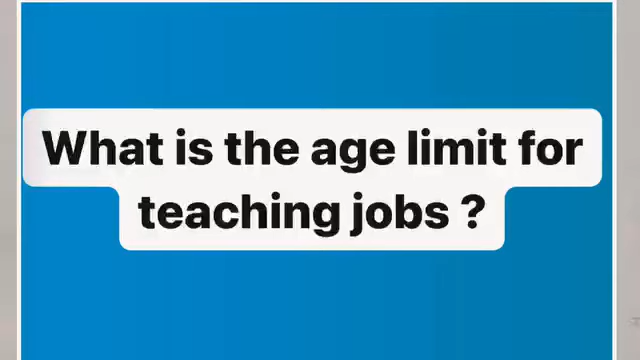 What is the age limit for
teaching jobs ?